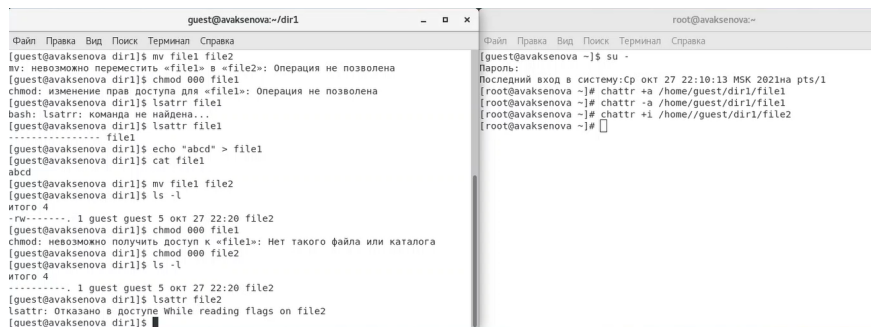 guest@avaksenova:~/dir1
Файл Правка Вид Поиск Терминал Справка
[guest@avaksenova dir1]$ mv file1 file2
mv: невозможно переместить «file1» в «file2»: Операция не позволена
[guest@avaksenova dir1]$ chmod 000 file1
chmod: изменение прав доступа для «file1»: Операция не позволена
[guest@avaksenova dir1]$ lsatrr file1
bash: lsatrr: команда не найдена...
[guest@avaksenova dir1]$ lsattr file1
---------------- file1
[guest@avaksenova dir1]$ echo "abcd" > file1
[guest@avaksenova dir1]$ cat file1
abcd
[guest@avaksenova dir1]$ mv file1 file2
[guest@avaksenova dir1]$ ls -l
итого 4
-rw-------. 1 guest guest 5 окт 27 22:20 file2
[guest@avaksenova dir1]$ chmod 000 file1
chmod: невозможно получить доступ к «file1»: Нет такого файла или каталога
[guest@avaksenova dir1]$ chmod 000 file2
[guest@avaksenova dir1]$ ls -l
итого 4
----------. 1 guest guest 5 окт 27 22:20 file2
[guest@avaksenova dir1]$ lsattr file2
lsattr: Отказано в доступе While reading flags on file2
[guest@avaksenova dir1]$
root@avaksenova:~
Файл Правка Вид Поиск Терминал Справка
[guest@avaksenova ~]$ su -
Пароль:
Последний вход в систему:Ср окт 27 22:10:13 MSK 2021на pts/1
[root@avaksenova ~]# chattr +a /home/guest/dir1/file1
[root@avaksenova ~]# chattr -a /home/guest/dir1/file1
[root@avaksenova ~]# chattr +i /home//guest/dir1/file2
[root@avaksenova ~]#